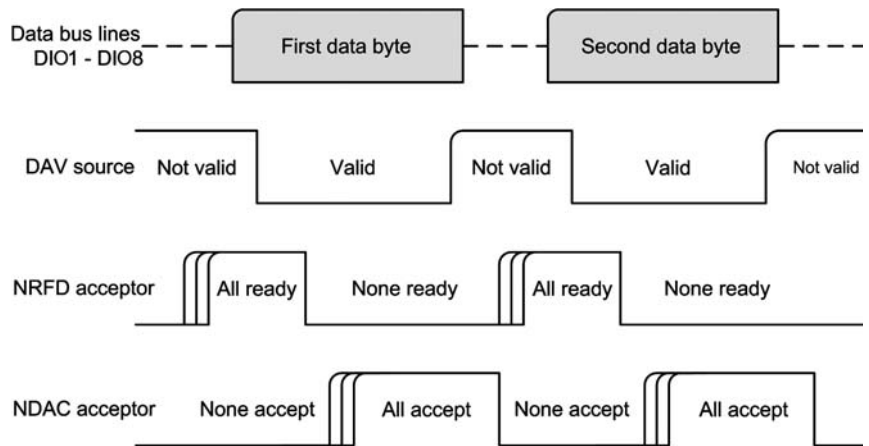 Data bus lines
DIO1 - DIO8
First data byte
Second data byte
DAV source
Not valid
Valid
Not valid
Valid
Not valid
NRFD acceptor
All ready
None ready
All ready
None ready
NDAC acceptor
None accept
All accept
None accept
All accept